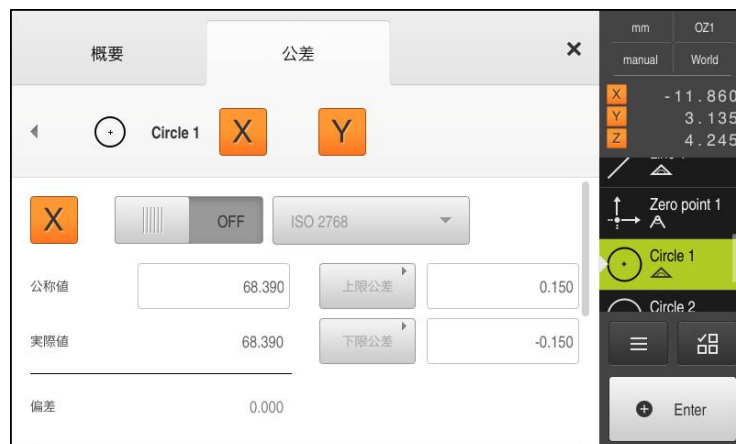 概要
公差
×
Circle 1 X Y
X OFF ISO 2768
公称値 68.390 上限公差 0.150
実際値 68.390 下限公差 -0.150
偏差 0.000
mm OZ1
manual World
X -11.860
Y 3.135
Z 4.245
Zero point 1
Circle 1
Circle 2
Enter